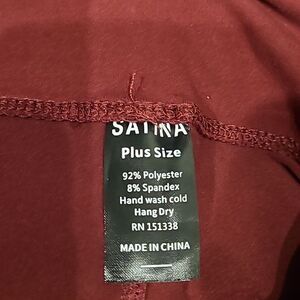 SATINA
Plus Size
92% Polyester
8% Spandex
Hand wash cold
Hang Dry
RN 151338
MADE IN CHINA